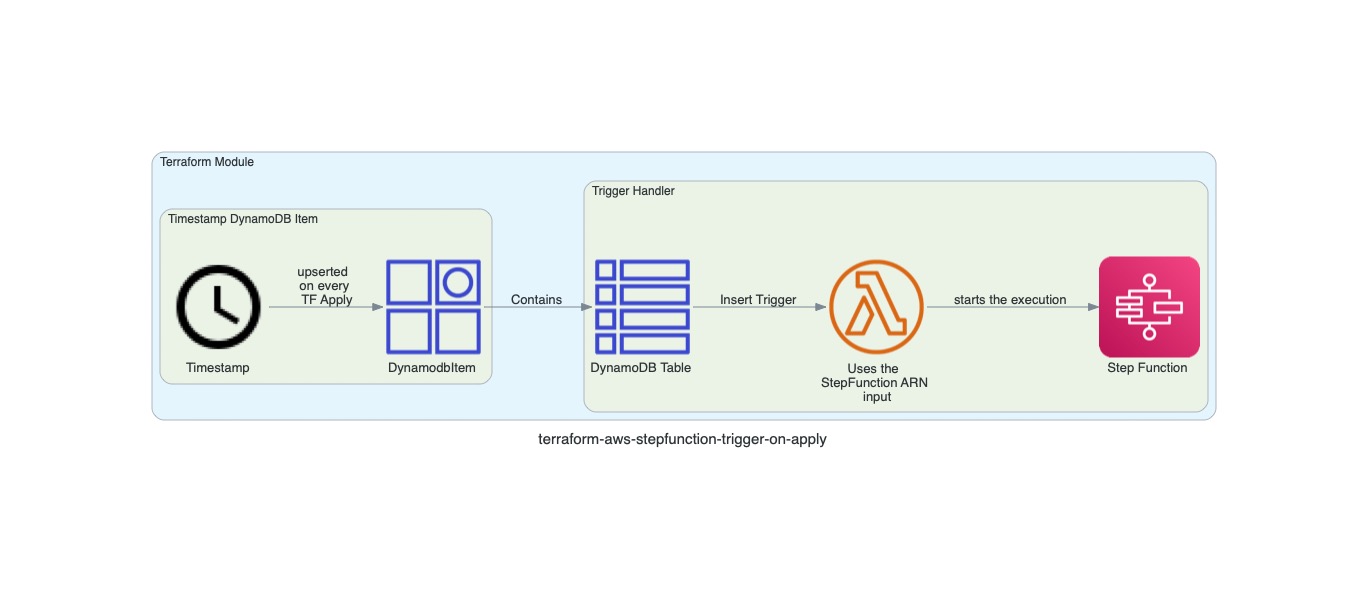 Terraform Module
Trigger Handler
Timestamp DynamoDB Item
upserted
on every
TF Apply
Contains
Insert Trigger
starts the execution
Timestamp
DynamodbItem
DynamoDB Table
Uses the
StepFunction ARN
input
Step Function
terraform-aws-stepfunction-trigger-on-apply